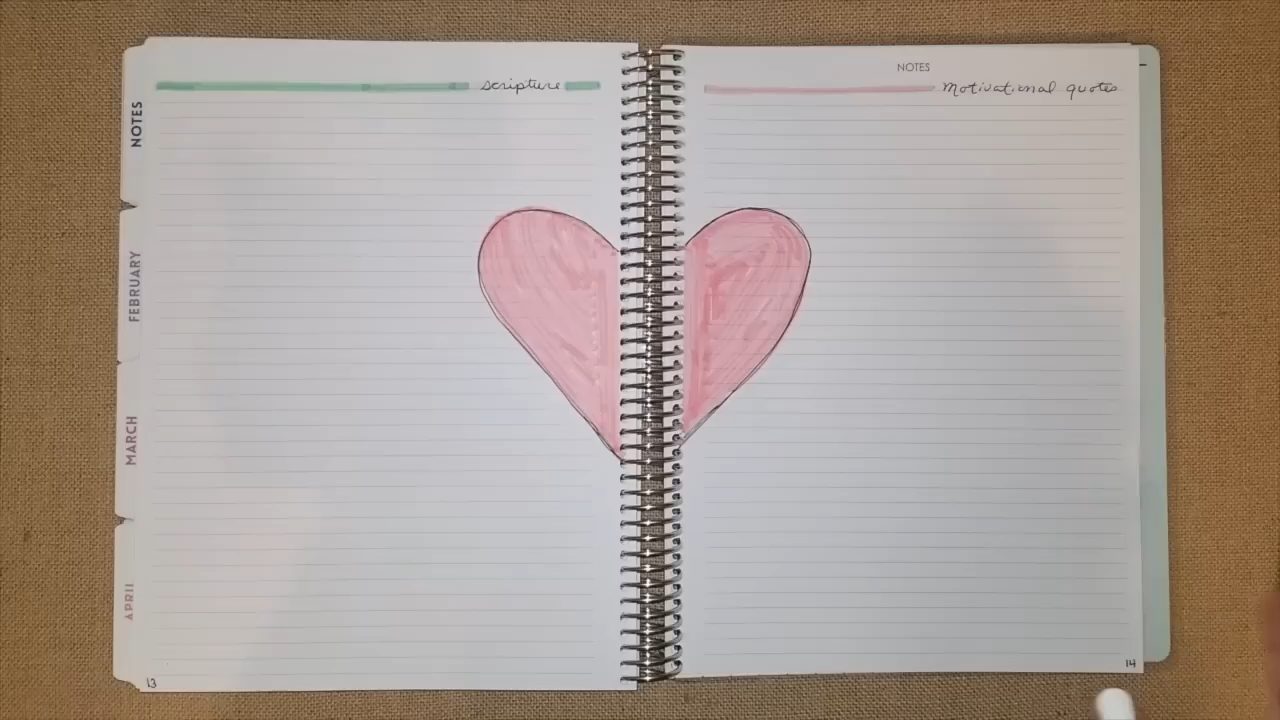 NOTES
FEBRUARY
MARCH
APRIL
scripture
13
NOTES
Motivational quotes
14